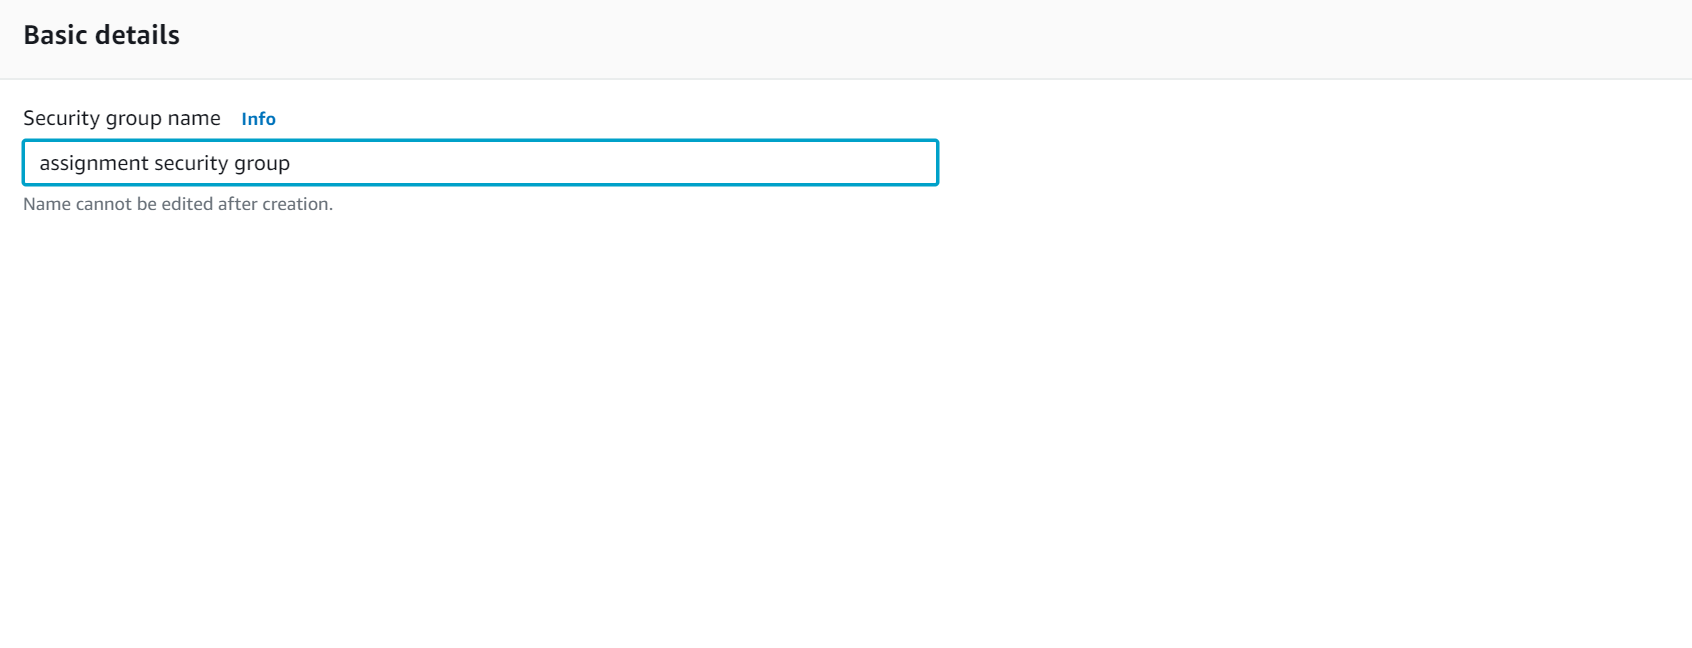 Basic details
Security group name Info
assignment security group
Name cannot be edited after creation.